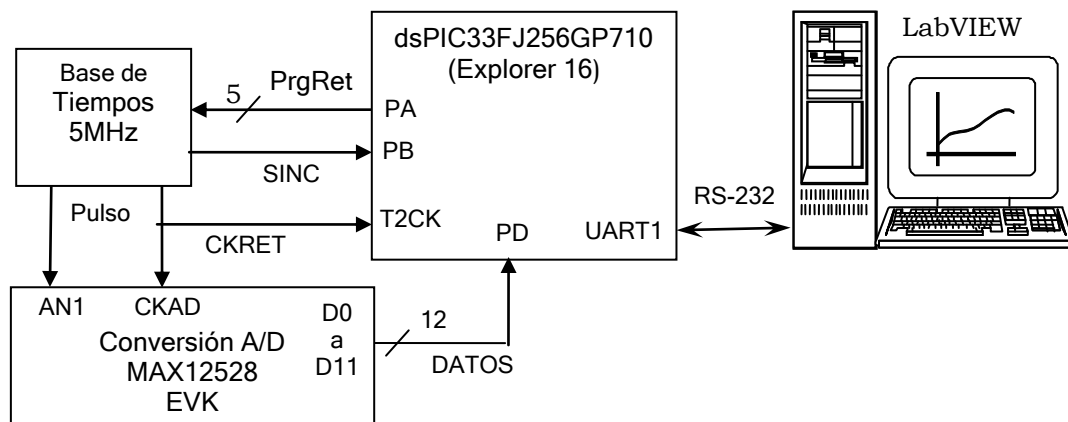 dsPIC33FJ256GP710
(Explorer 16)
LabVIEW
Base de
Tiempos
5MHz
5
PrgRet
PA
PB
SINC
Pulso
CKRET
T2CK
PD
UART1
RS-232
AN1
CKAD
D0
a
D11
12
DATOS
Conversión A/D
MAX12528
EVK